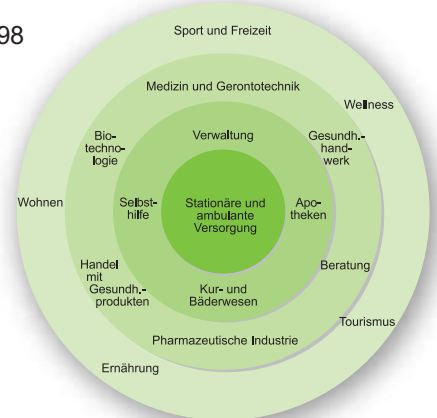 98
Sport und Freizeit
Medizin und Gerontotechnik
Wellness
Bio-
techno-
logie
Verwaltung
Gesundh.-
hand-
werk
Wohnen
Selbst-
hilfe
Stationäre und
ambulante
Versorgung
Apo-
theken
Handel
mit
Gesundh.-
produkten
Kur- und
Bäderwesen
Beratung
Tourismus
Pharmazeutische Industrie
Ernährung